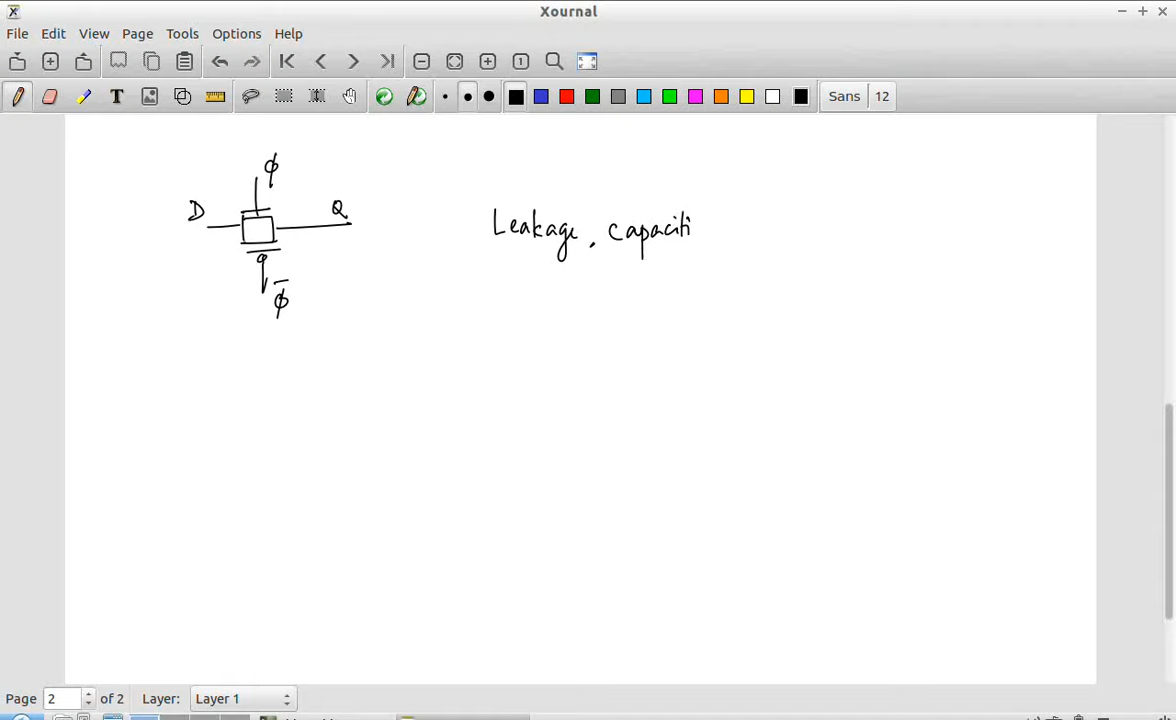 Xournal
File Edit View Page Tools Options Help
T Sans 12
ϕ
D Q
Leakage, capaciti
ϕ̅
Page 2 of 2 Layer: Layer 1